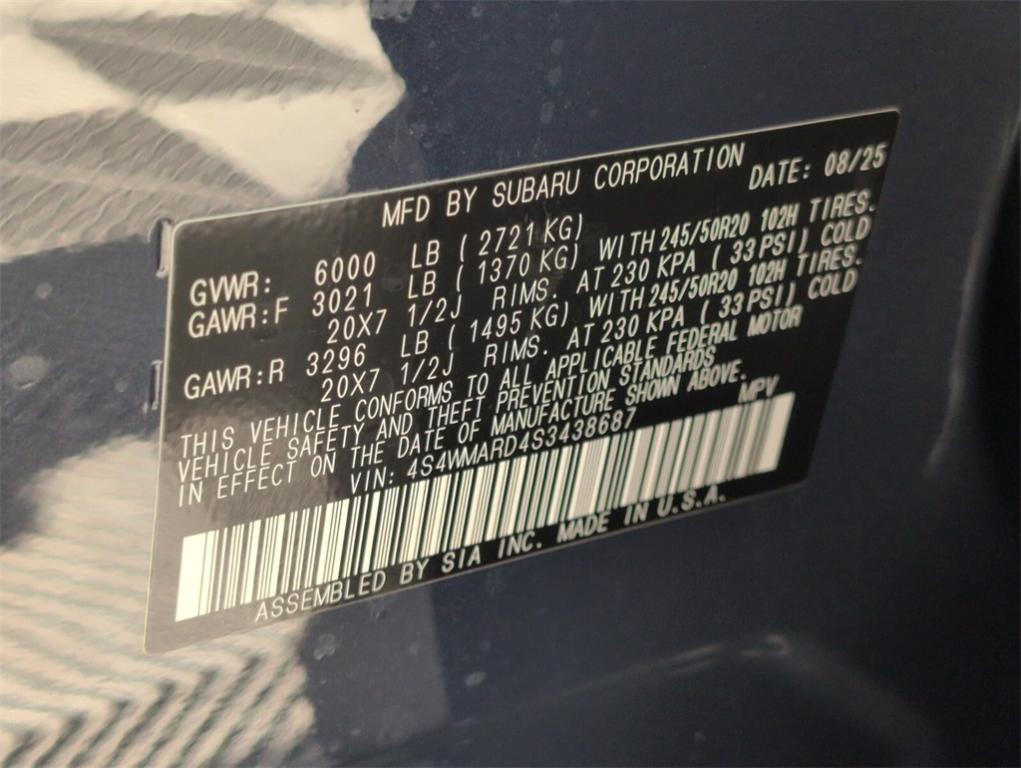 MFD BY SUBARU CORPORATION DATE: 08/25
GVWR: 6000 LB (2721 KG)
GAWR:F 3021 LB (1370 KG) WITH 245/50R20 102H TIRES.
20X7 1/2J RIMS. AT 230 KPA (33 PSI) COLD
GAWR:R 3296 LB (1495 KG) WITH 245/50R20 102H TIRES.
20X7 1/2J RIMS. AT 230 KPA (33 PSI) COLD
THIS VEHICLE CONFORMS TO ALL APPLICABLE FEDERAL MOTOR
VEHICLE SAFETY AND THEFT PREVENTION STANDARDS
IN EFFECT ON THE DATE OF MANUFACTURE SHOWN ABOVE.
VIN: 4S4WMARD4S3438687 MPV
ASSEMBLED BY SIA INC. MADE IN U.S.A.